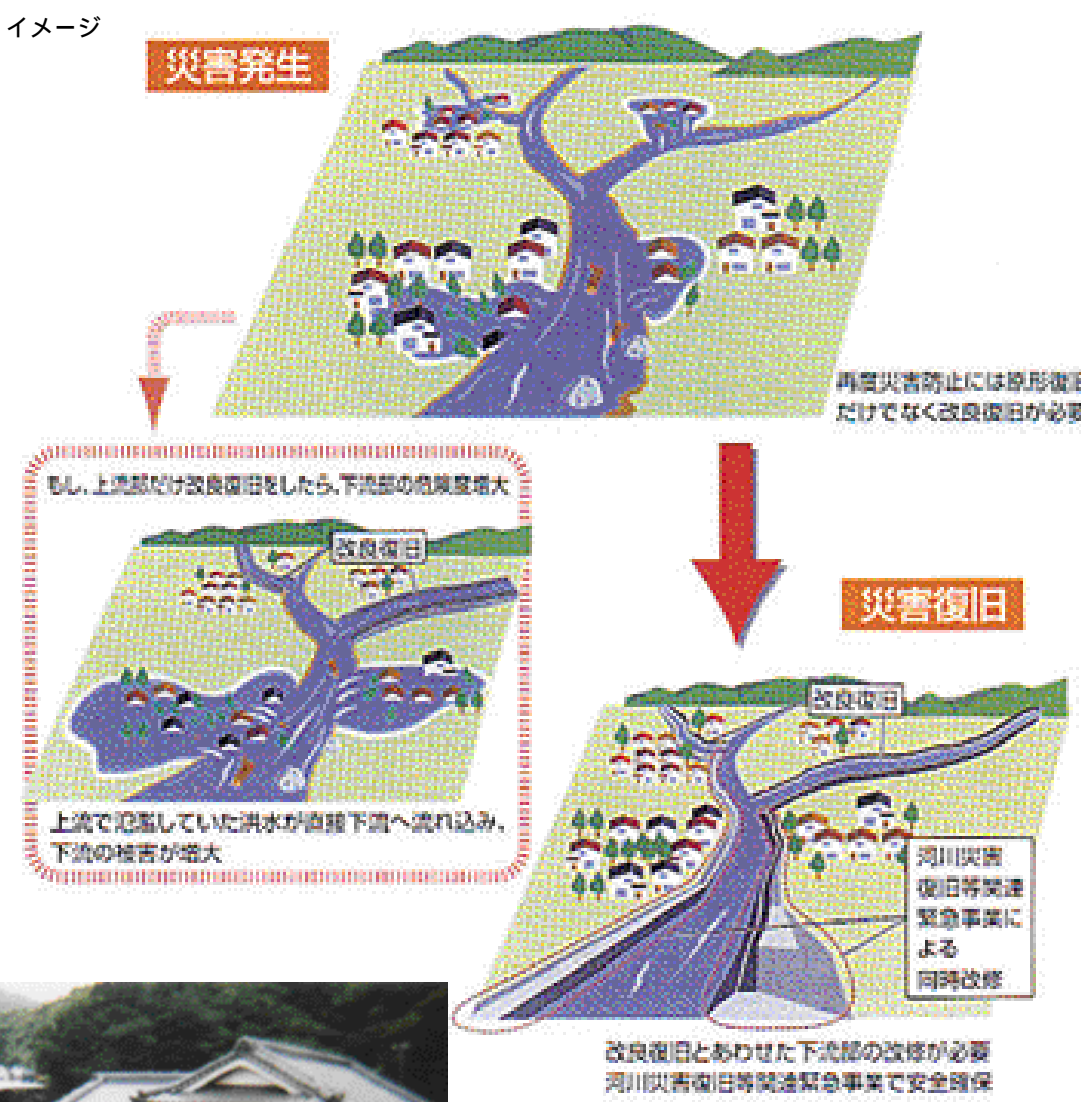 イメージ
災害発生
再度災害防止には原形復旧
だけでなく改良復旧が必要
もし、上流部だけ改良復旧をしたら、下流部の危険度増大
改良復旧
上流で氾濫していた洪水が直接下流へ流れ込み、
下流の被害が増大
災害復旧
改良復旧
河川災害
復旧等関連
緊急事業に
よる
同時改修
改良復旧とあわせた下流部の改修が必要
河川災害復旧等関連緊急事業で安全確保